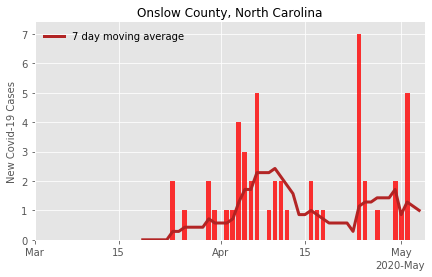 Onslow County, North Carolina
7 day moving average
New Covid-19 Cases
7
6
5
4
3
2
1
0
Mar 15 Apr 15 May
2020-May